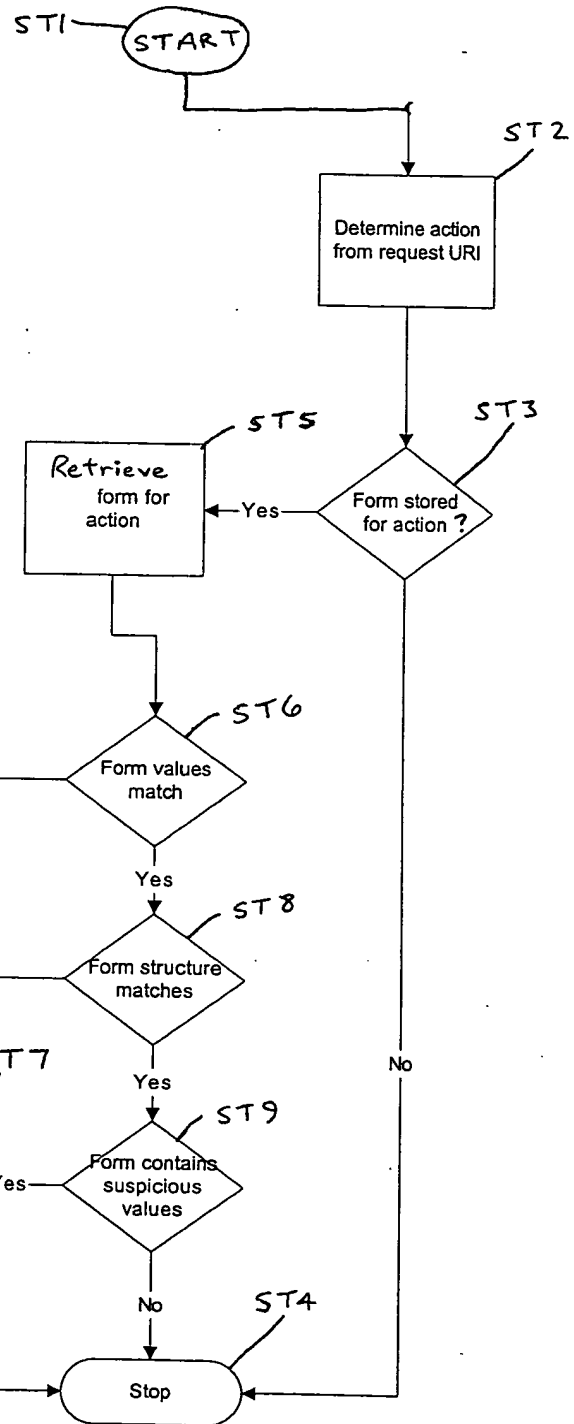 ST1
START
ST2
Determine action
from request URI
ST3
Form stored
for action ?
Yes
ST5
Retrieve
form for
action
ST6
Form values
match
Yes
ST8
Form structure
matches
T7
Yes
No
ST9
Form contains
suspicious
values
No
ST4
Stop